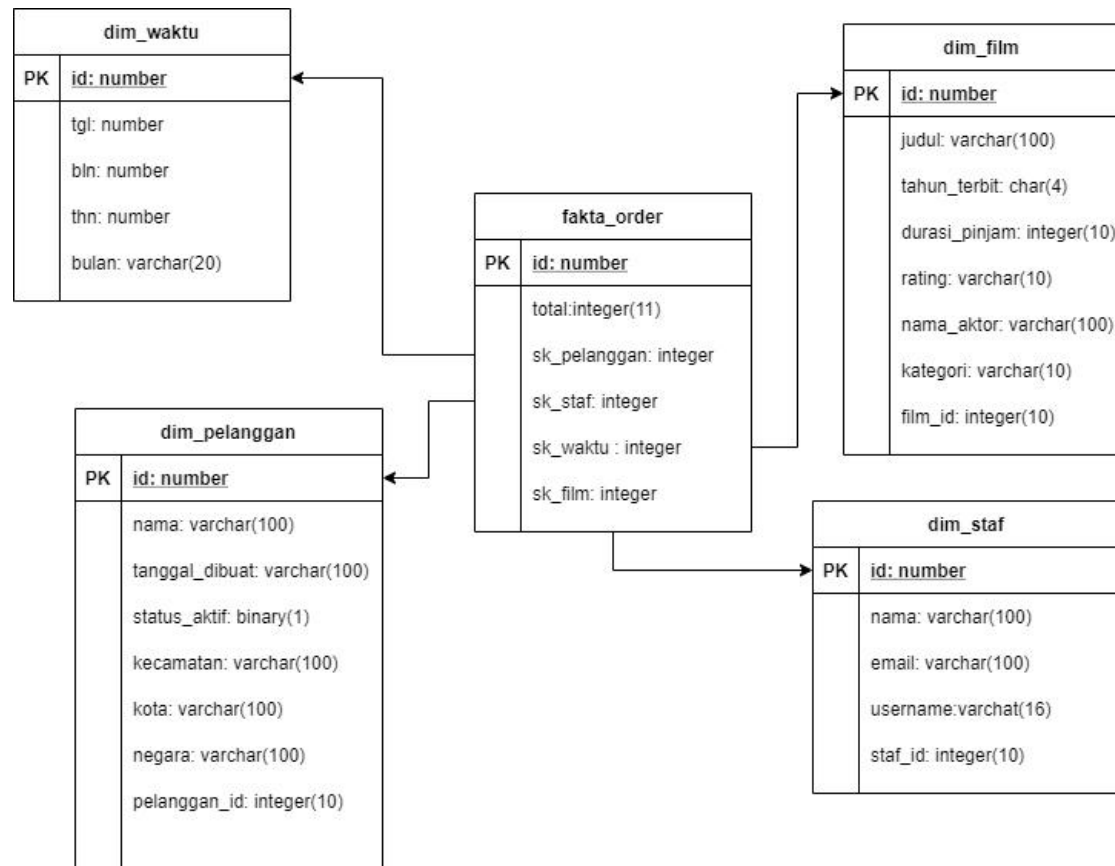 dim_waktu
PK id: number
tgl: number
bln: number
thn: number
bulan: varchar(20)
dim_film
PK id: number
judul: varchar(100)
tahun_terbit: char(4)
durasi_pinjam: integer(10)
rating: varchar(10)
nama_aktor: varchar(100)
kategori: varchar(10)
film_id: integer(10)
fakta_order
PK id: number
total:integer(11)
sk_pelanggan: integer
sk_staf: integer
sk_waktu : integer
sk_film: integer
dim_pelanggan
PK id: number
nama: varchar(100)
tanggal_dibuat: varchar(100)
status_aktif: binary(1)
kecamatan: varchar(100)
kota: varchar(100)
negara: varchar(100)
pelanggan_id: integer(10)
dim_staf
PK id: number
nama: varchar(100)
email: varchar(100)
username:varchat(16)
staf_id: integer(10)